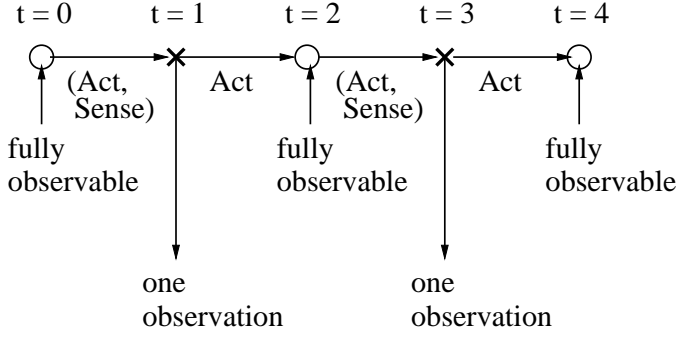 t = 0 t = 1 t = 2 t = 3 t = 4
(Act, Act (Act, Act
Sense) Sense)
fully fully fully
observable observable observable
one one
observation observation